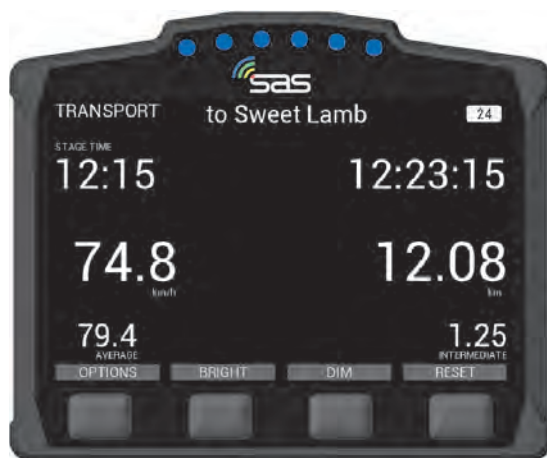 sas
TRANSPORT to Sweet Lamb 24
STAGE TIME
12:15 12:23:15
74.8 12.08
km/h km
79.4 1.25
AVERAGE INTERMEDIATE
OPTIONS BRIGHT DIM RESET